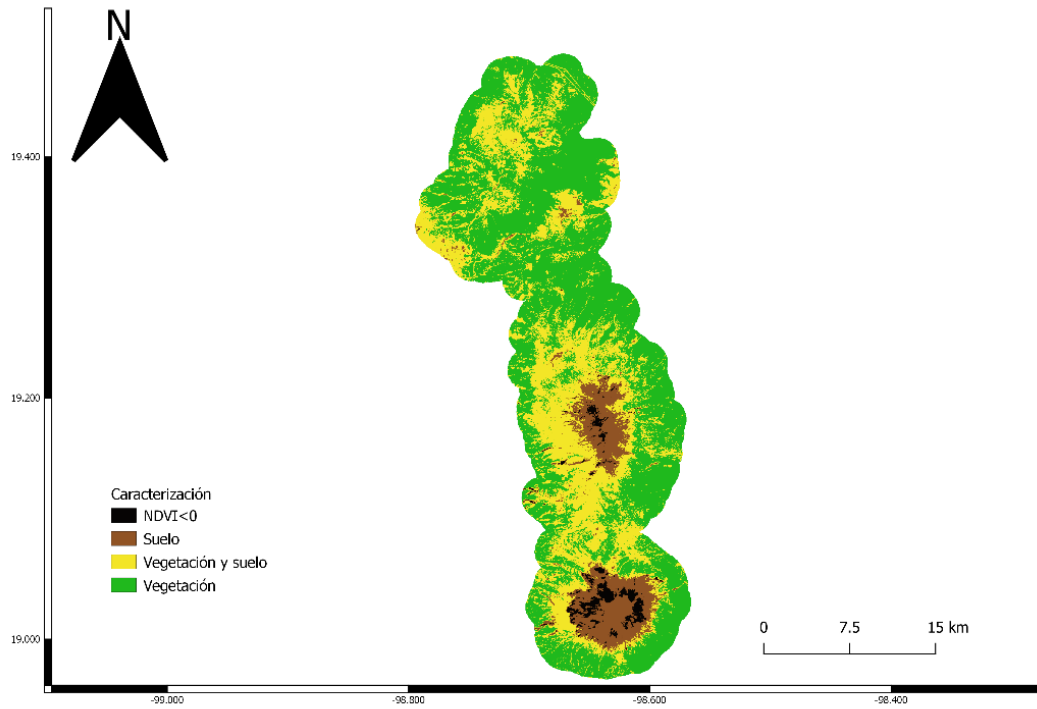 N
19.400
19.200
Caracterización
NDVI<0
Suelo
Vegetación y suelo
Vegetación
19.000
0 7.5 15 km
-99.000 -98.800 -98.600 -98.400